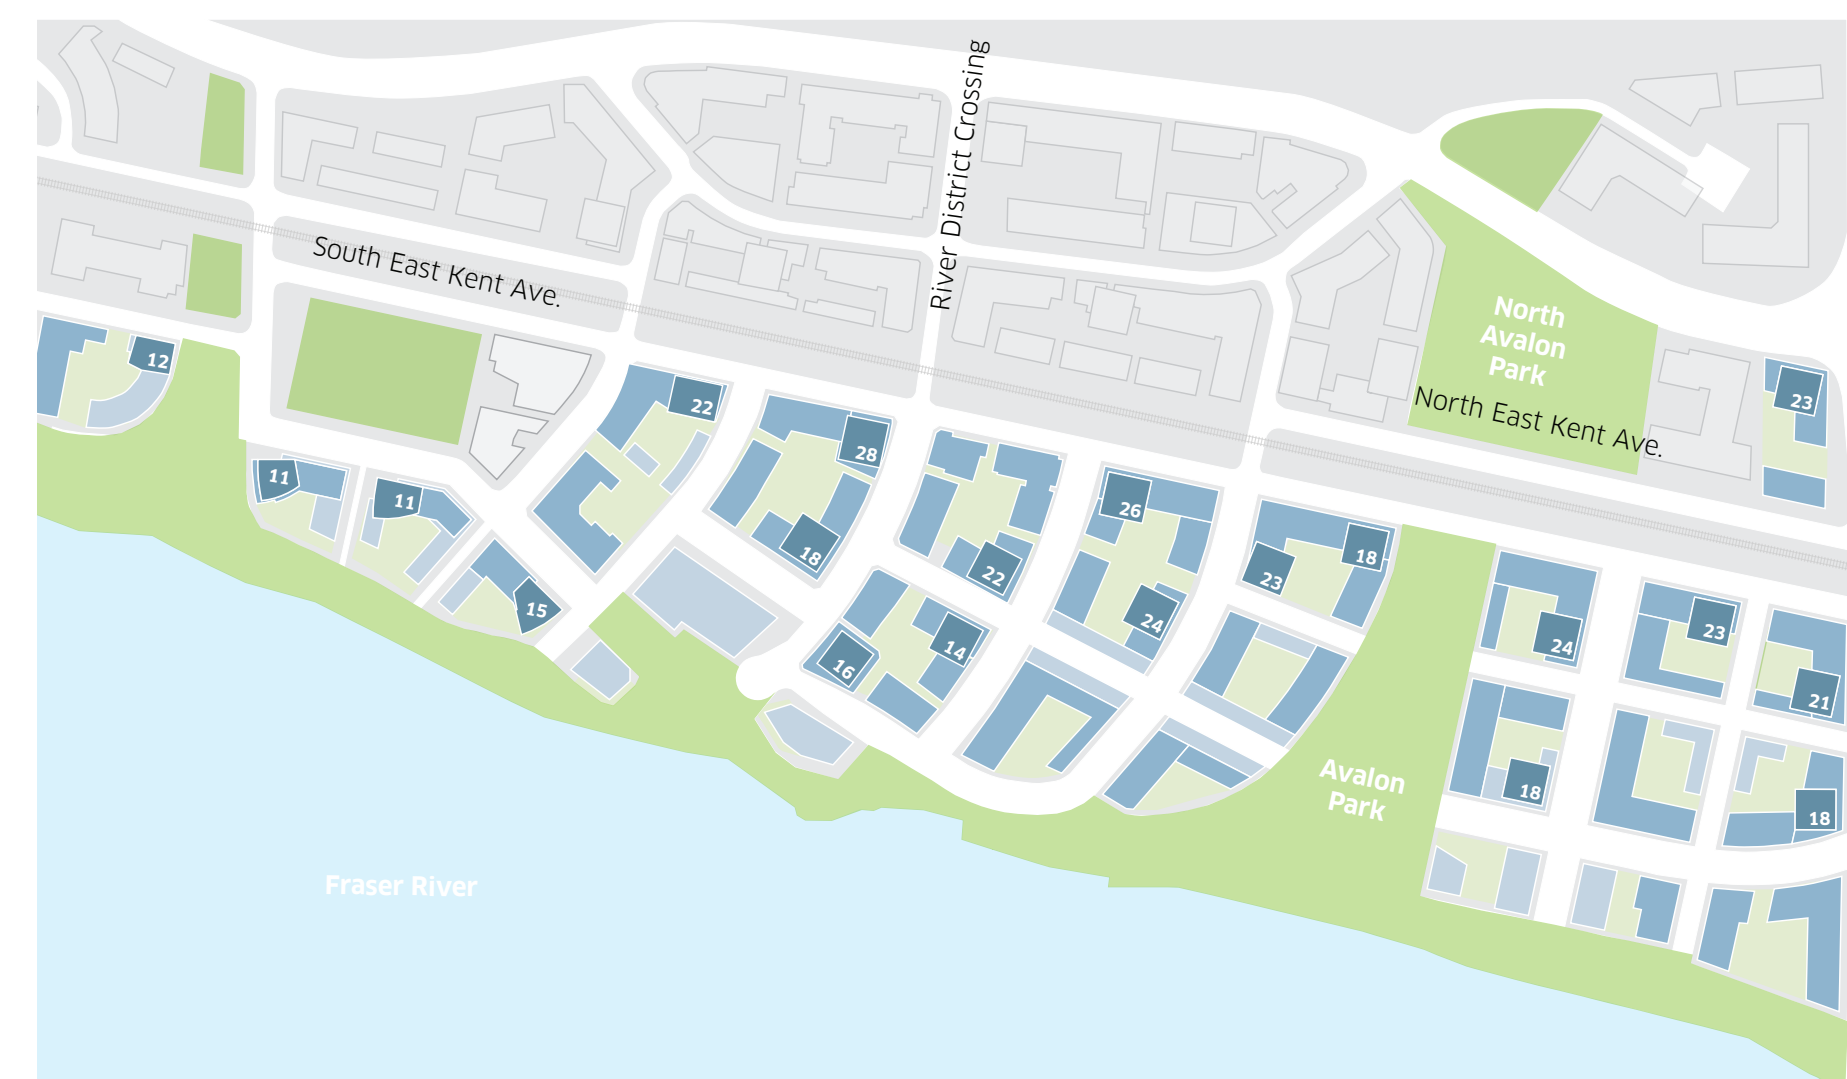 River District Crossing
South East Kent Ave.
North
Avalon
Park
North East Kent Ave.
12
22
23
28
11
11
26
18
18
22
23
15
24
14
16
23
24
21
18
18
Avalon
Park
Fraser River